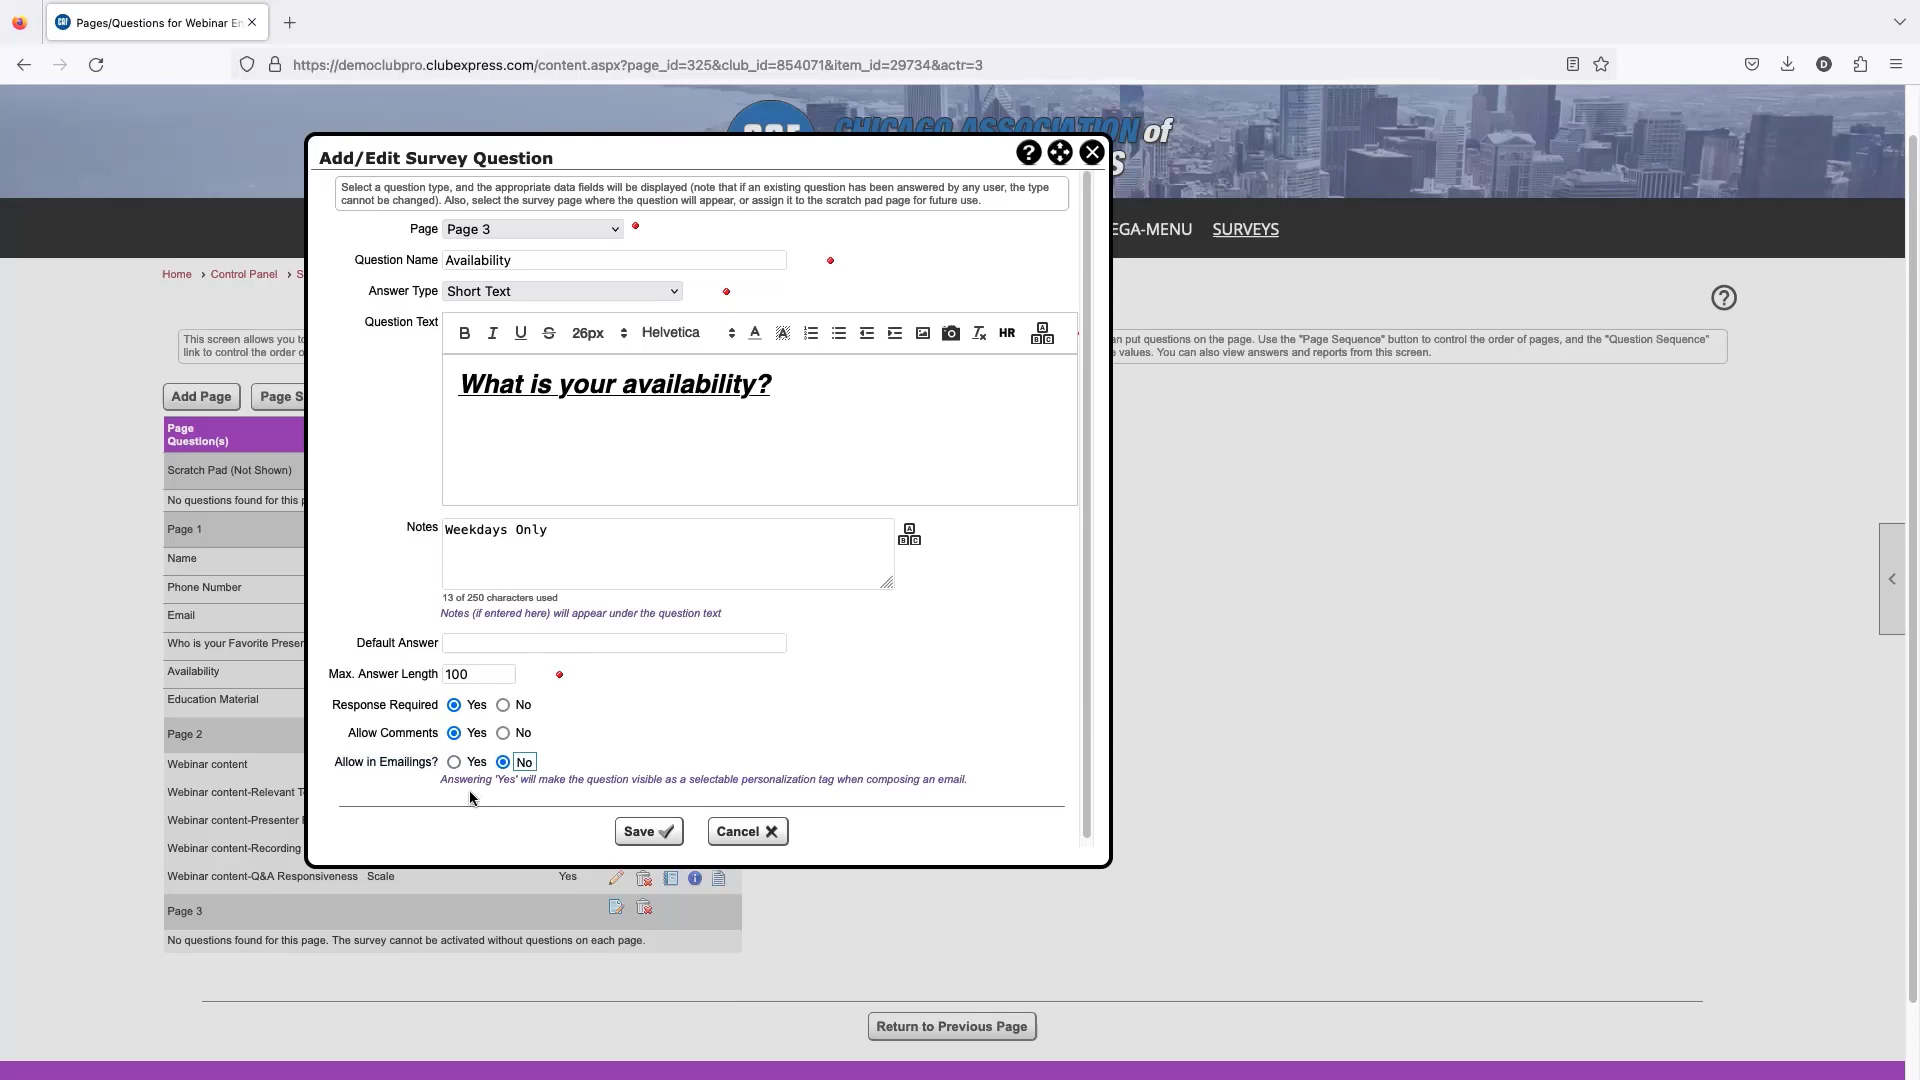 Pages/Questions for Webinar En
https://democlubpro.clubexpress.com/content.aspx?page_id=325&club_id=854071&item_id=29734&actr=3
CHICAGO ASSOCIATION of
EGA-MENU SURVEYS
Home › Control Panel › S
This screen allows you to
link to control the order o
an put questions on the page. Use the "Page Sequence" button to control the order of pages, and the "Question Sequence"
values. You can also view answers and reports from this screen.
Add Page Page S
Page
Question(s)
Scratch Pad (Not Shown)
No questions found for this p
Page 1
Name
Phone Number
Email
Who is your Favorite Presen
Availability
Education Material
Page 2
Webinar content
Webinar content-Relevant T
Webinar content-Presenter
Webinar content-Recording
Webinar content-Q&A Responsiveness Scale Yes
Page 3
No questions found for this page. The survey cannot be activated without questions on each page.
Return to Previous Page
Add/Edit Survey Question
Select a question type, and the appropriate data fields will be displayed (note that if an existing question has been answered by any user, the type
cannot be changed). Also, select the survey page where the question will appear, or assign it to the scratch pad page for future use.
Page Page 3
Question Name Availability
Answer Type Short Text
Question Text
B I U S 26px Helvetica A A HR A B C
What is your availability?
Notes Weekdays Only
A B C
13 of 250 characters used
Notes (if entered here) will appear under the question text
Default Answer
Max. Answer Length 100
Response Required Yes No
Allow Comments Yes No
Allow in Emailings? Yes No
Answering 'Yes' will make the question visible as a selectable personalization tag when composing an email.
Save Cancel